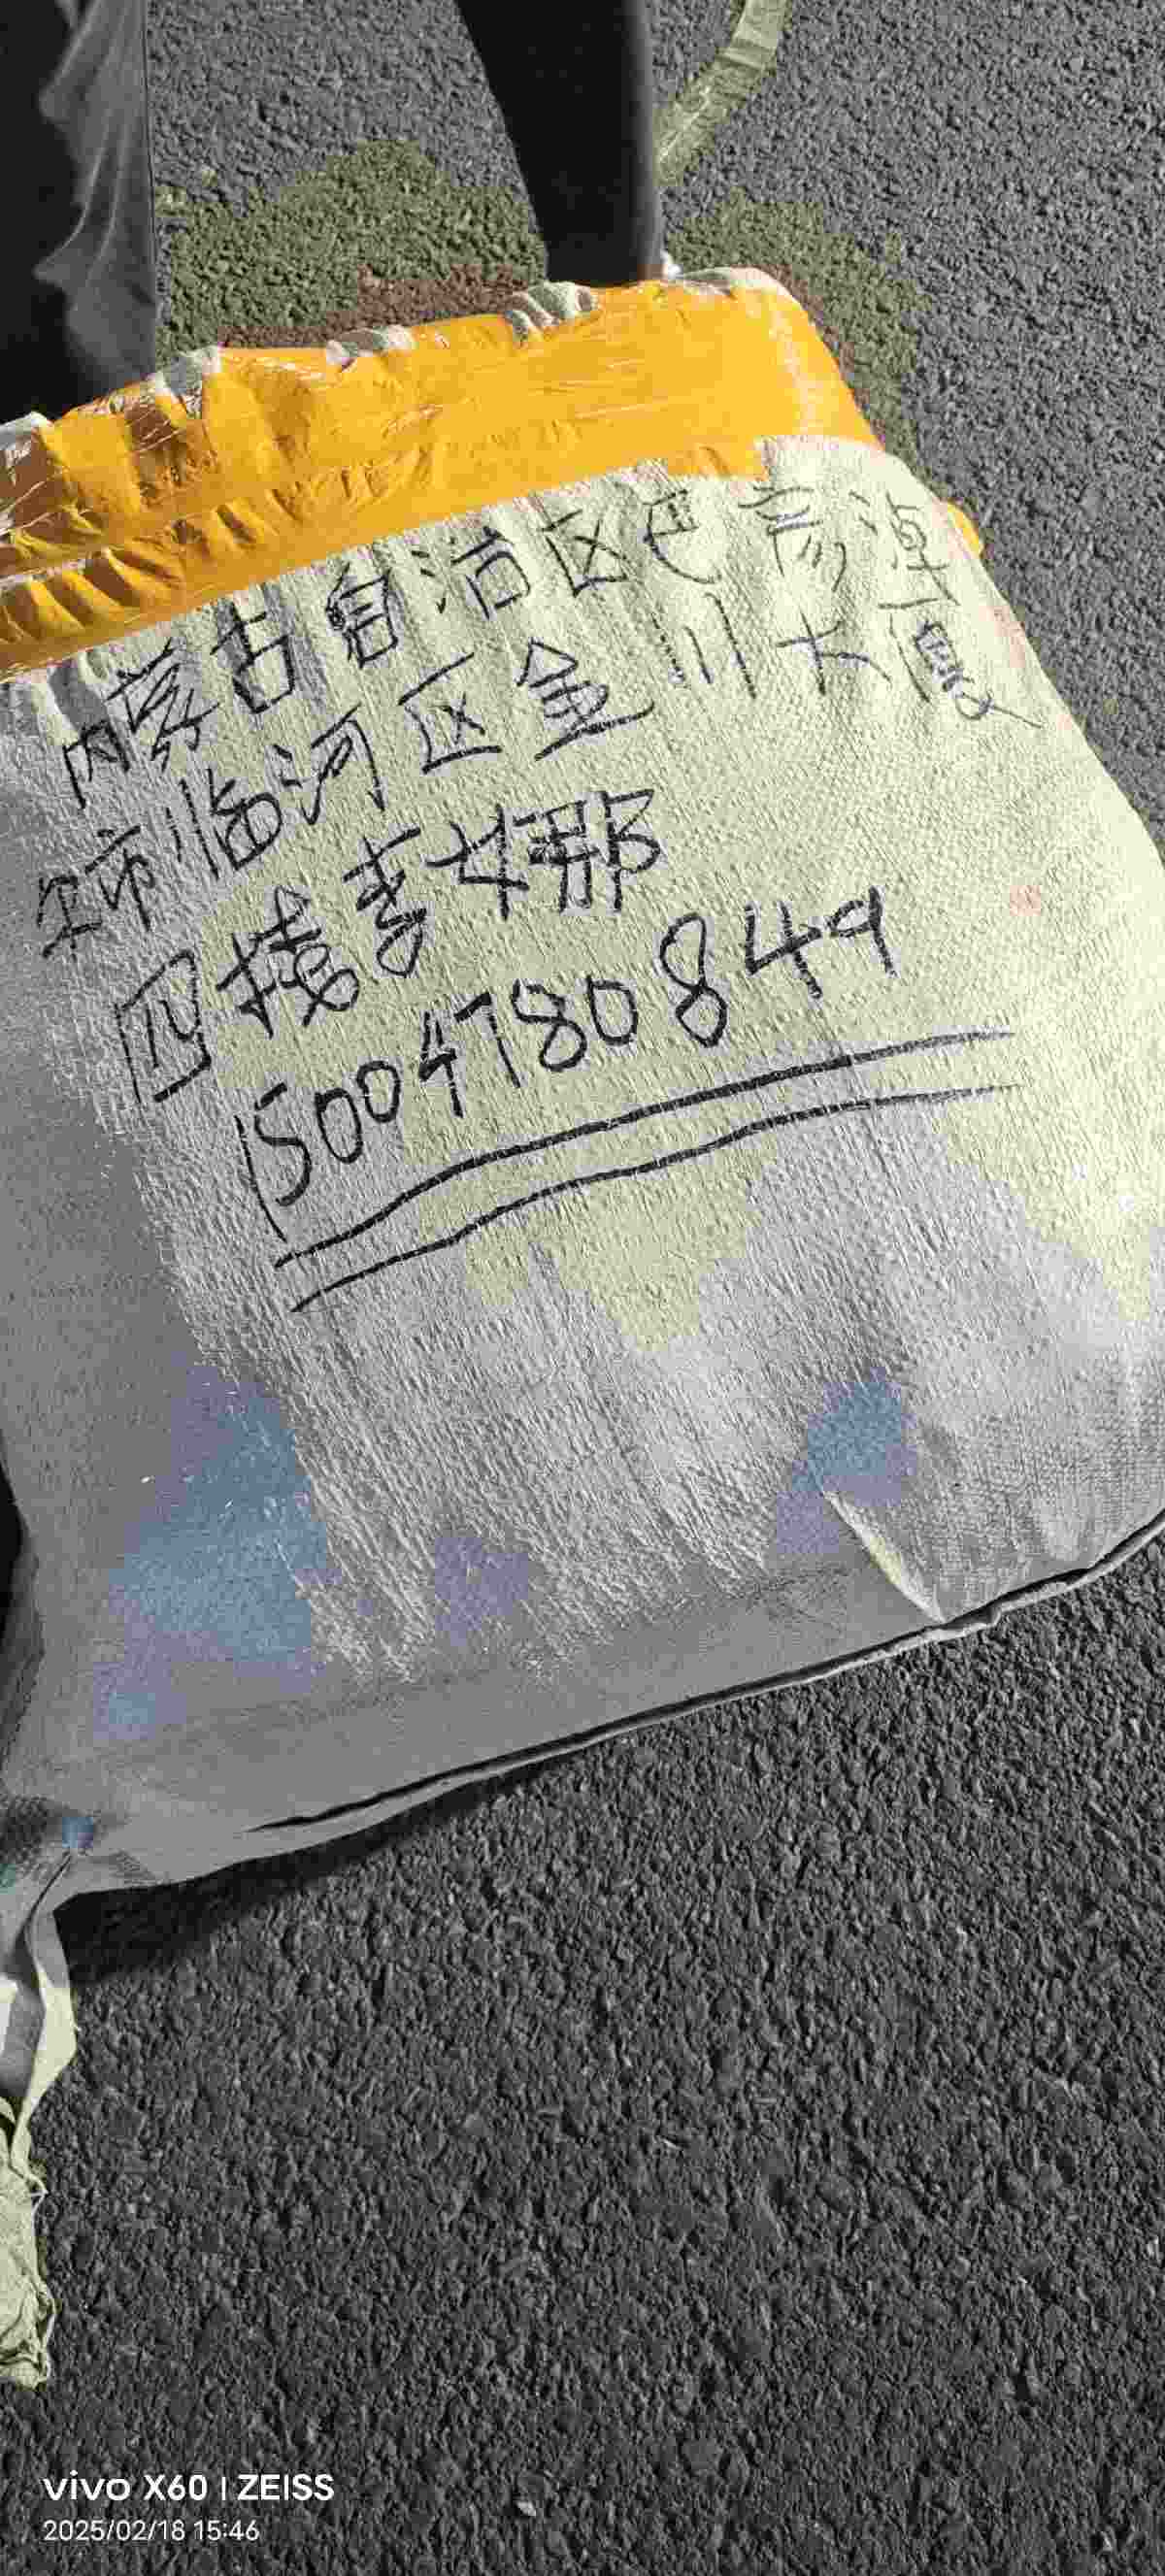 内蒙古自治区巴彦淖
尔市临河区金川大厦
四楼李女那
15004780849
vivo X60 | ZEISS
2025/02/18 15:46